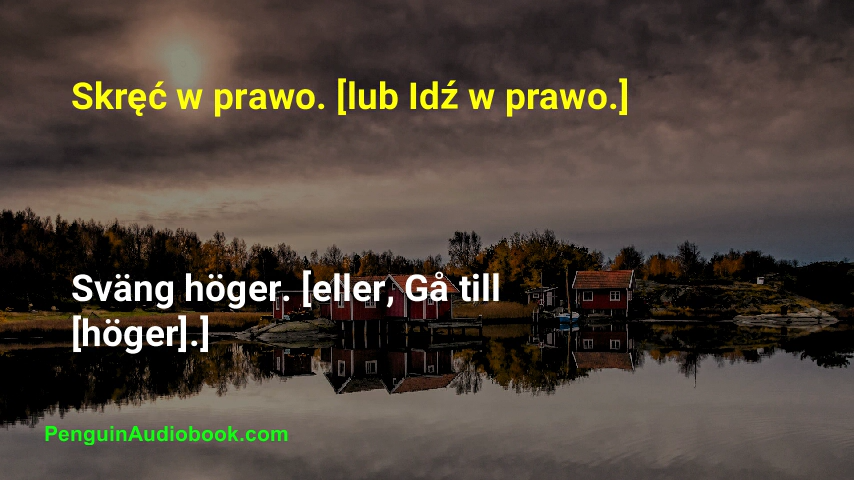 Skręć w prawo. [lub Idź w prawo.]
Sväng höger. [eller, Gå till
[höger].]
PenguinAudiobook.com